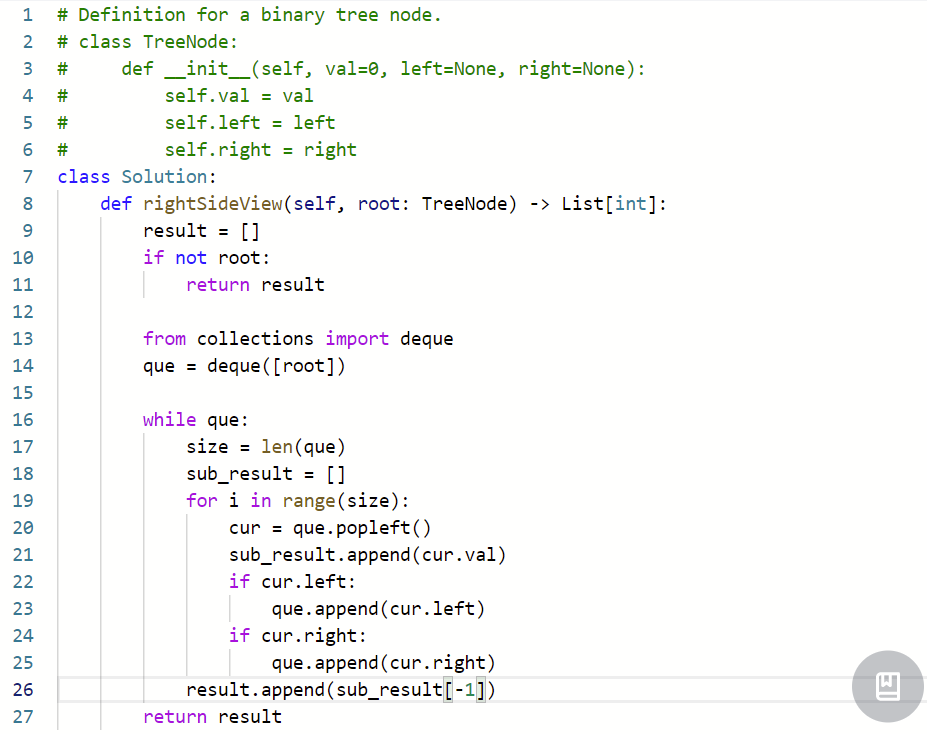 1 # Definition for a binary tree node.
2 # class TreeNode:
3 #     def __init__(self, val=0, left=None, right=None):
4 #         self.val = val
5 #         self.left = left
6 #         self.right = right
7 class Solution:
8     def rightSideView(self, root: TreeNode) -> List[int]:
9         result = []
10         if not root:
11             return result
12
13         from collections import deque
14         que = deque([root])
15
16         while que:
17             size = len(que)
18             sub_result = []
19             for i in range(size):
20                 cur = que.popleft()
21                 sub_result.append(cur.val)
22                 if cur.left:
23                     que.append(cur.left)
24                 if cur.right:
25                     que.append(cur.right)
26             result.append(sub_result[-1])
27         return result